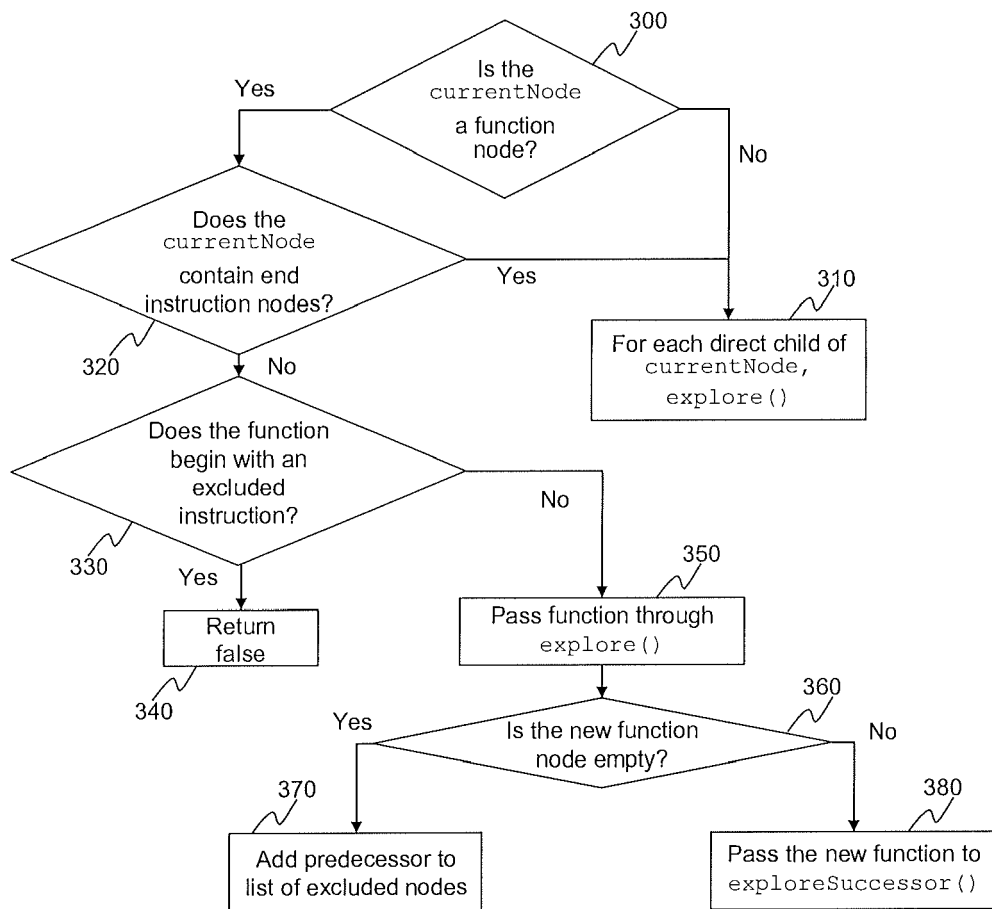 300
Is the
currentNode
a function
node?
Yes
No
Does the
currentNode
contain end
instruction nodes?
Yes
320
No
310
For each direct child of
currentNode,
explore()
Does the function
begin with an
excluded
instruction?
No
330
Yes
Return
false
340
350
Pass function through
explore()
360
Is the new function
node empty?
Yes
No
370
Add predecessor to
list of excluded nodes
380
Pass the new function to
exploreSuccessor()